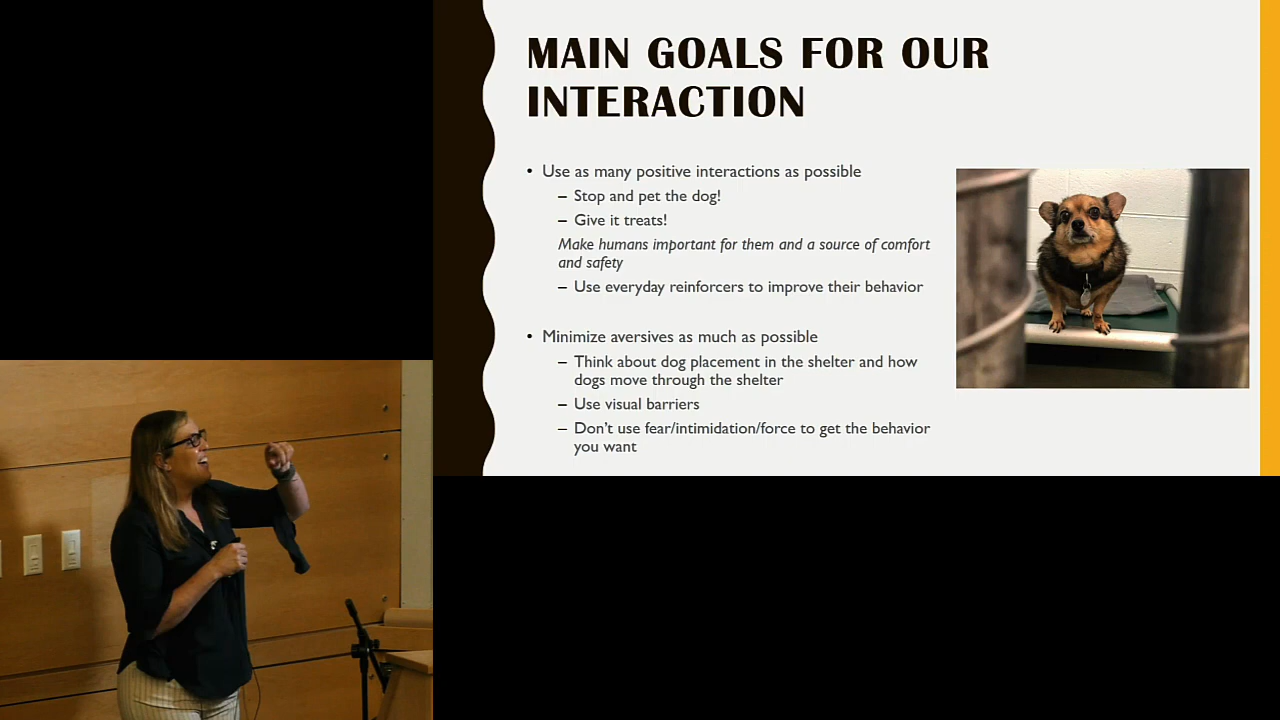 MAIN GOALS FOR OUR
INTERACTION
• Use as many positive interactions as possible
– Stop and pet the dog!
– Give it treats!
Make humans important for them and a source of comfort
and safety
– Use everyday reinforcers to improve their behavior
• Minimize aversives as much as possible
– Think about dog placement in the shelter and how
dogs move through the shelter
– Use visual barriers
– Don't use fear/intimidation/force to get the behavior
you want